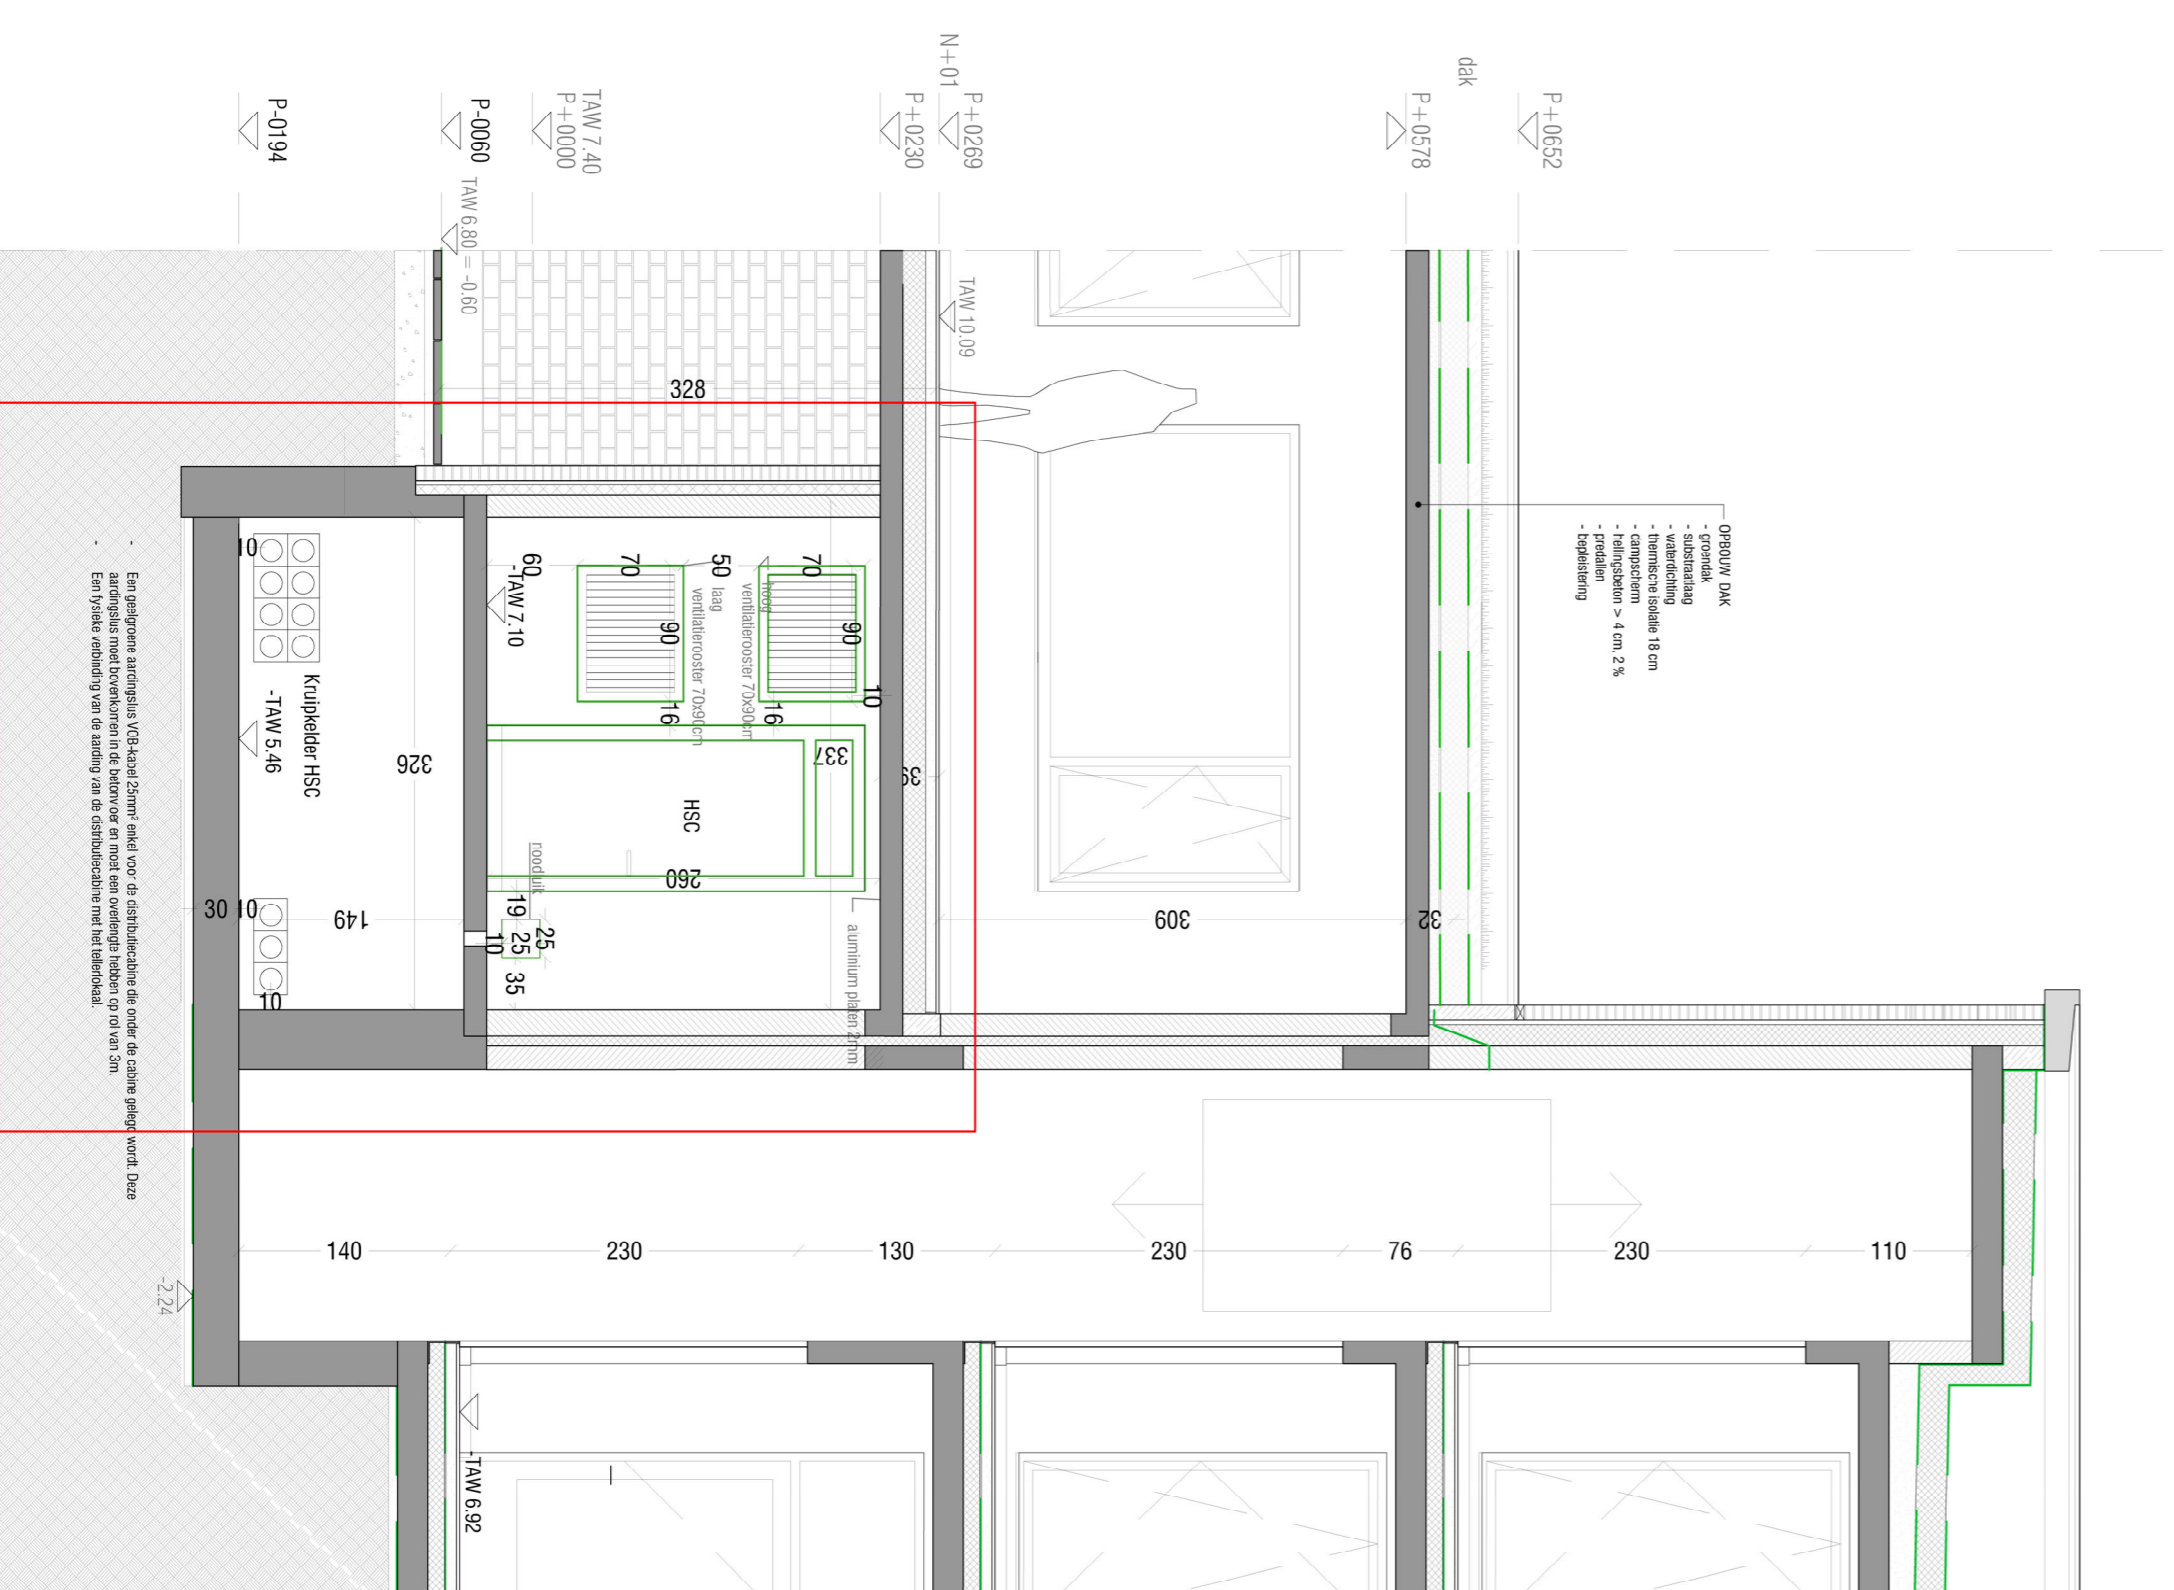 dak
N+01
P-0194
P-0060
TAW 7.40
P+0000
P+0230
P+0269
P+0578
P+0652
TAW 6.80 = -0.60
TAW 10.09
328
OPBOUW DAK
- groendak
- substraatlaag
- waterdichting
- thermische isolatie 18 cm
- dampscherm
- hellingsbeton > 4 cm, 2 %
- predallen
- bepleistering
60
70
50
70
-TAW 7.10
laag
ventilatierooster 70x90cm
hoog
ventilatierooster 70x90cm
90
90
10
16
16
337
39
HSC
260
noodluik
aluminium platen 2mm
19
25
25
10
35
10
Kruipkelder HSC
-TAW 5.46
326
149
30
10
10
309
32
- Een geelgroene aardingslus VOB-kabel 25mm² enkel voor de distributiecabine die onder de cabine gelegd wordt. Deze
aardingslus moet bovenkomen in de betonvloer en moet een overlengte hebben op rol van 3m.
- Een fysieke verbinding van de aarding van de distributiecabine met het tellerlokaal.
140
230
130
230
76
230
110
-2.24
-TAW 6.92